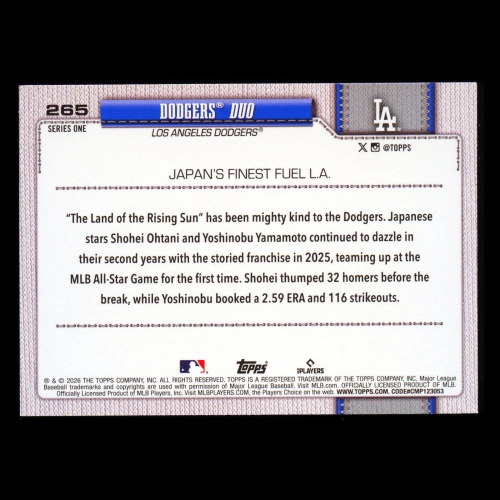 265
SERIES ONE
DODGERS® DUO
LOS ANGELES DODGERS®
LA
@TOPPS
JAPAN'S FINEST FUEL L.A.
"The Land of the Rising Sun" has been mighty kind to the Dodgers. Japanese
stars Shohei Ohtani and Yoshinobu Yamamoto continued to dazzle in
their second years with the storied franchise in 2025, teaming up at the
MLB All-Star Game for the first time. Shohei thumped 32 homers before the
break, while Yoshinobu booked a 2.59 ERA and 116 strikeouts.
Topps
PLAYERS
® & © 2026 THE TOPPS COMPANY, INC. ALL RIGHTS RESERVED. TOPPS IS A REGISTERED TRADEMARK OF THE TOPPS COMPANY, INC. Major League
Baseball trademarks and copyrights are used with permission of Major League Baseball. Visit MLB.com. OFFICIALLY LICENSED PRODUCT OF MLB.
Officially Licensed Product of MLB Players, Inc. Visit MLBPLAYERS.com, the Players Choice on the web. WWW.TOPPS.COM. CODE#CMP123053